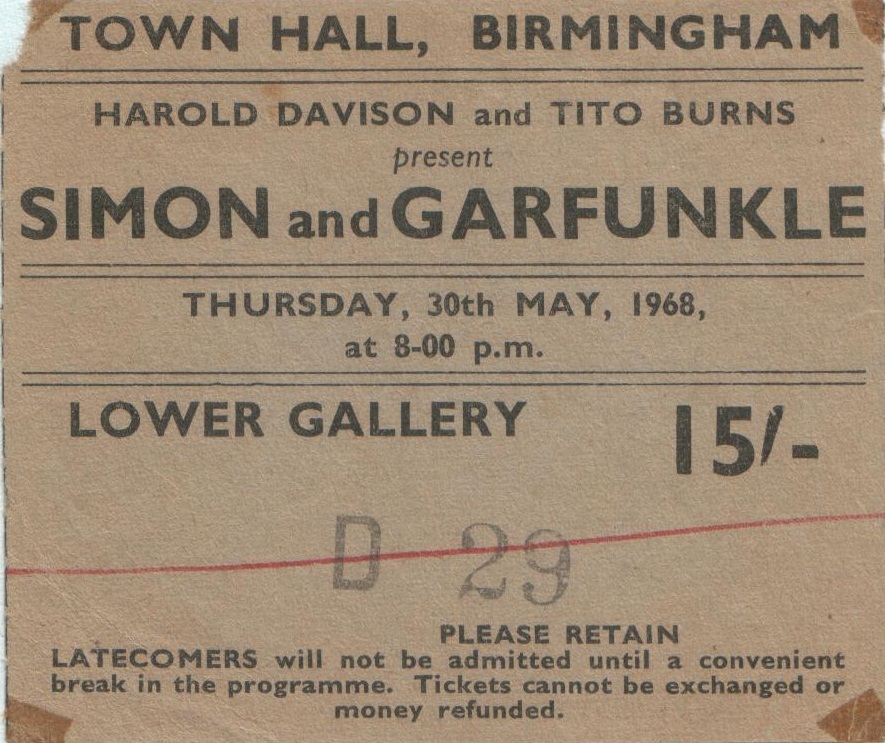 TOWN HALL, BIRMINGHAM
HAROLD DAVISON and TITO BURNS
present
SIMON and GARFUNKLE
THURSDAY, 30th MAY, 1968,
at 8-00 p.m.
LOWER GALLERY 15/-
D 29
PLEASE RETAIN
LATECOMERS will not be admitted until a convenient
break in the programme. Tickets cannot be exchanged or
money refunded.